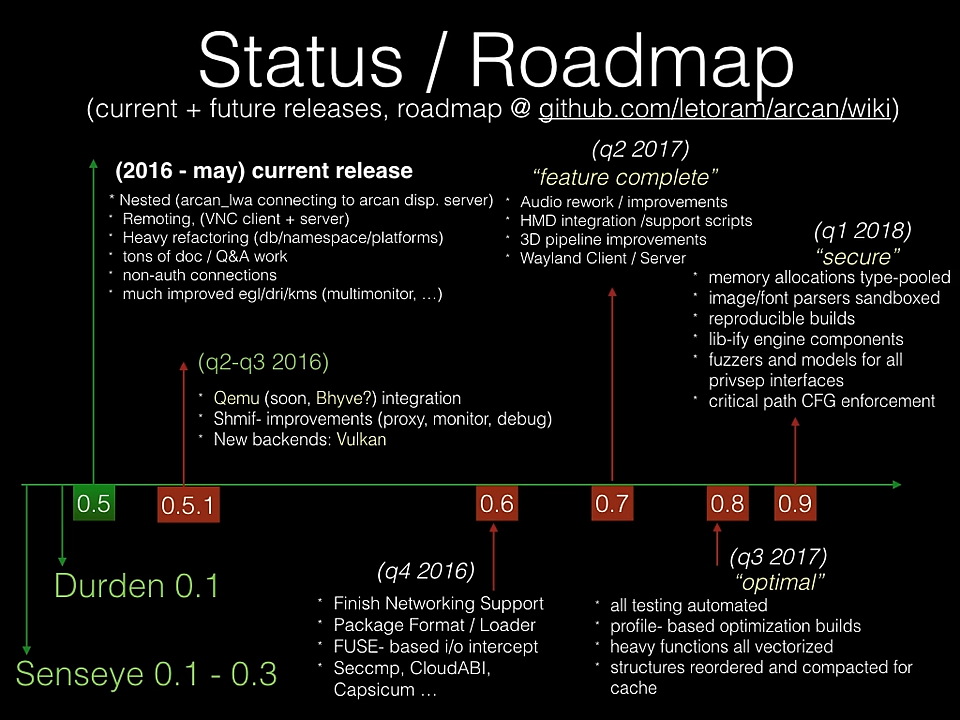 Status / Roadmap
(current + future releases, roadmap @ github.com/letoram/arcan/wiki)
(2016 - may) current release
* Nested (arcan_lwa connecting to arcan disp. server)
* Remoting, (VNC client + server)
* Heavy refactoring (db/namespace/platforms)
* tons of doc / Q&A work
* non-auth connections
* much improved egl/dri/kms (multimonitor, …)
(q2 2017)
“feature complete”
* Audio rework / improvements
* HMD integration /support scripts
* 3D pipeline improvements
* Wayland Client / Server
(q1 2018)
“secure”
* memory allocations type-pooled
* image/font parsers sandboxed
* reproducible builds
* lib-ify engine components
* fuzzers and models for all
privsep interfaces
* critical path CFG enforcement
(q2-q3 2016)
* Qemu (soon, Bhyve?) integration
* Shmif- improvements (proxy, monitor, debug)
* New backends: Vulkan
0.5
0.5.1
0.6
0.7
0.8
0.9
Durden 0.1
Senseye 0.1 - 0.3
(q4 2016)
* Finish Networking Support
* Package Format / Loader
* FUSE- based i/o intercept
* Seccmp, CloudABI,
Capsicum …
(q3 2017)
“optimal”
* all testing automated
* profile- based optimization builds
* heavy functions all vectorized
* structures reordered and compacted for
cache